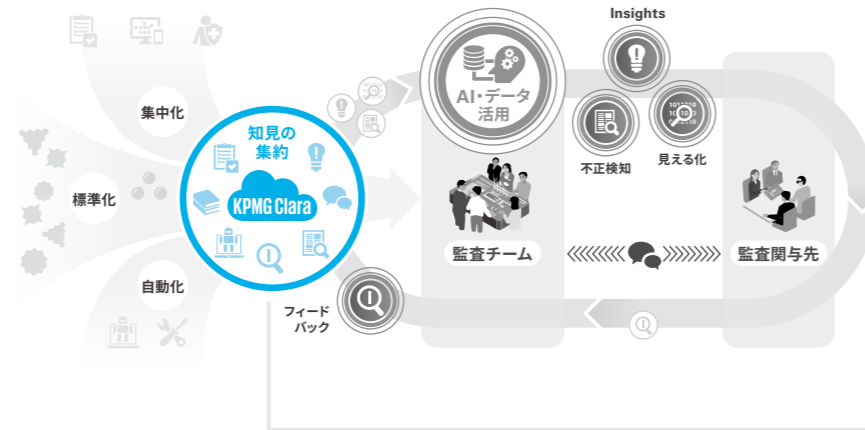 Insights
集中化
知見の
集約
AI・データ
活用
標準化
KPMG Clara
1011010
不正検知
見える化
自動化
監査チーム
監査関与先
フィード
バック